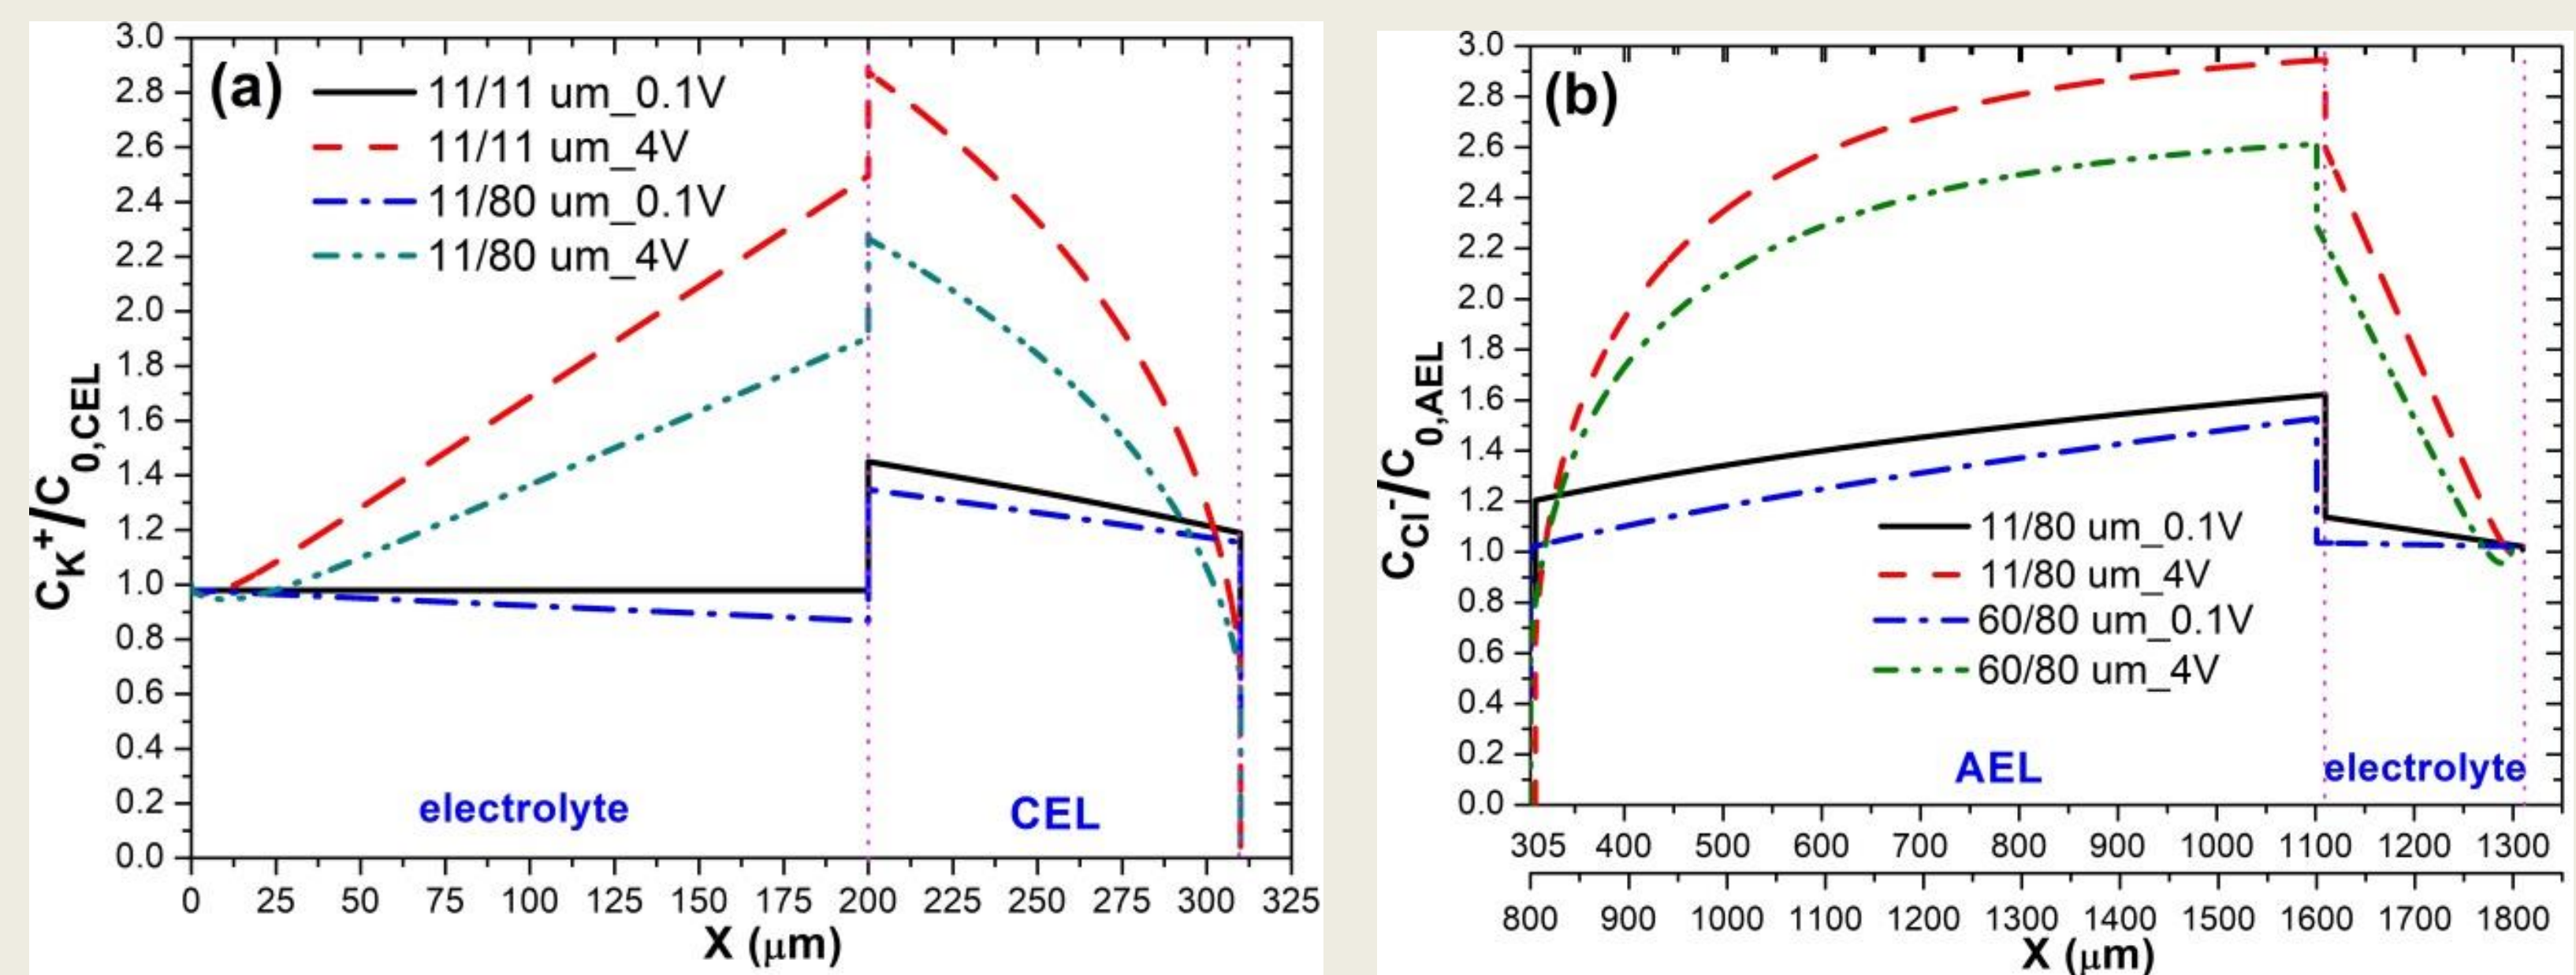 (a)
11/11 um_0.1V
11/11 um_4V
11/80 um_0.1V
11/80 um_4V
3.0
2.8
2.6
2.4
2.2
2.0
1.8
1.6
1.4
1.2
1.0
0.8
0.6
0.4
0.2
0.0
C_K^+/C_0,CEL
electrolyte
CEL
0 25 50 75 100 125 150 175 200 225 250 275 300 325
X (μm)
(b)
3.0
2.8
2.6
2.4
2.2
2.0
1.8
1.6
1.4
1.2
1.0
0.8
0.6
0.4
0.2
0.0
C_Cl^-/C_0,AEL
11/80 um_0.1V
11/80 um_4V
60/80 um_0.1V
60/80 um_4V
AEL
electrolyte
305 400 500 600 700 800 900 1000 1100 1200 1300
800 900 1000 1100 1200 1300 1400 1500 1600 1700 1800
X (μm)